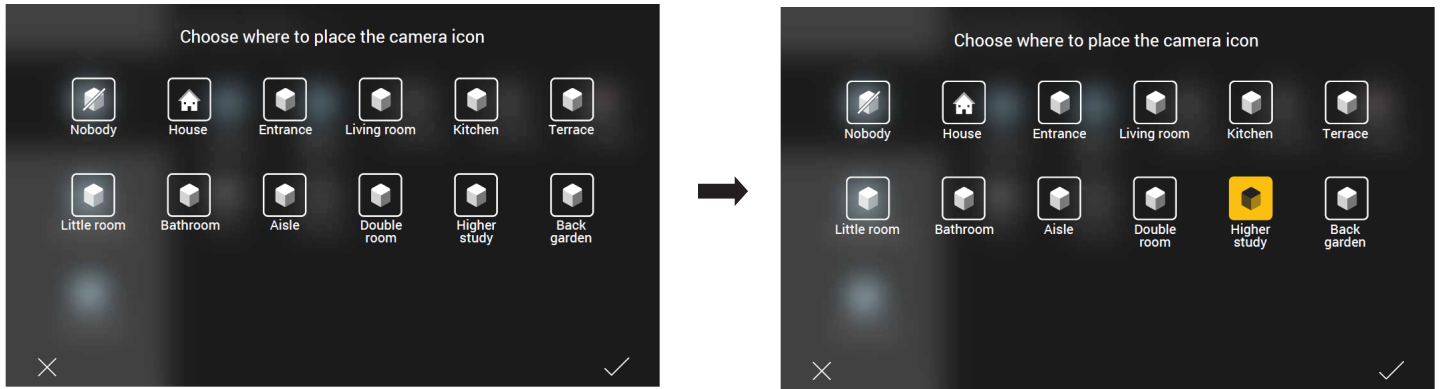 Choose where to place the camera icon
Nobody House Entrance Living room Kitchen Terrace
Little room Bathroom Aisle Double room Higher study Back garden
Choose where to place the camera icon
Nobody House Entrance Living room Kitchen Terrace
Little room Bathroom Aisle Double room Higher study Back garden